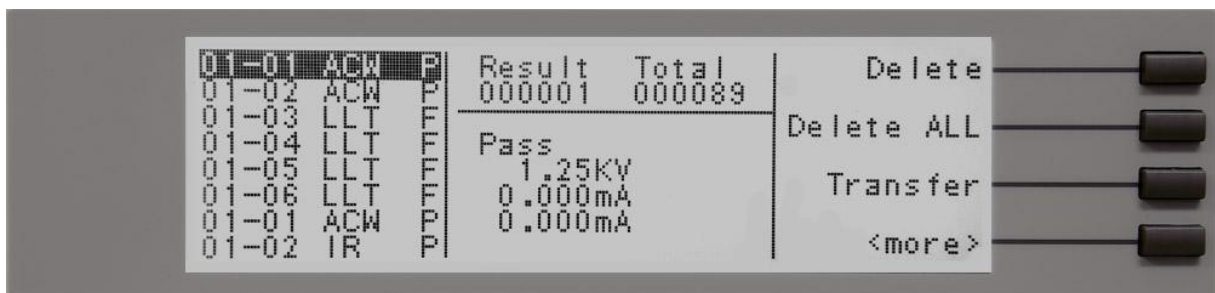 01-01 ACW P
01-02 ACW P
01-03 LLT F
01-04 LLT F
01-05 LLT F
01-06 LLT F
01-01 ACW P
01-02 IR P
Result Total
000001 000089
Pass
1.25KV
0.000mA
0.000mA
Delete
Delete ALL
Transfer
<more>